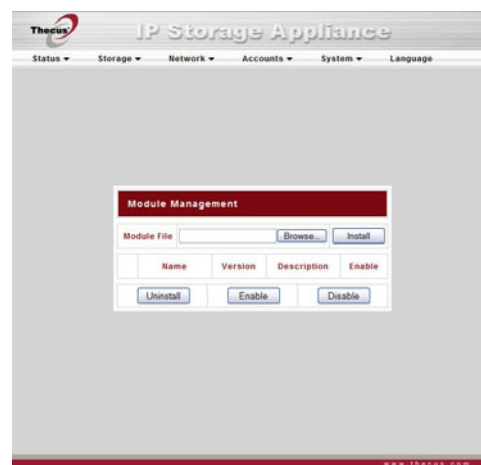 Thecus
IP Storage Appliance
Status Storage Network Accounts System Language
Module Management
Module File Browse... Install
Name Version Description Enable
Uninstall Enable Disable
www.thecus.com